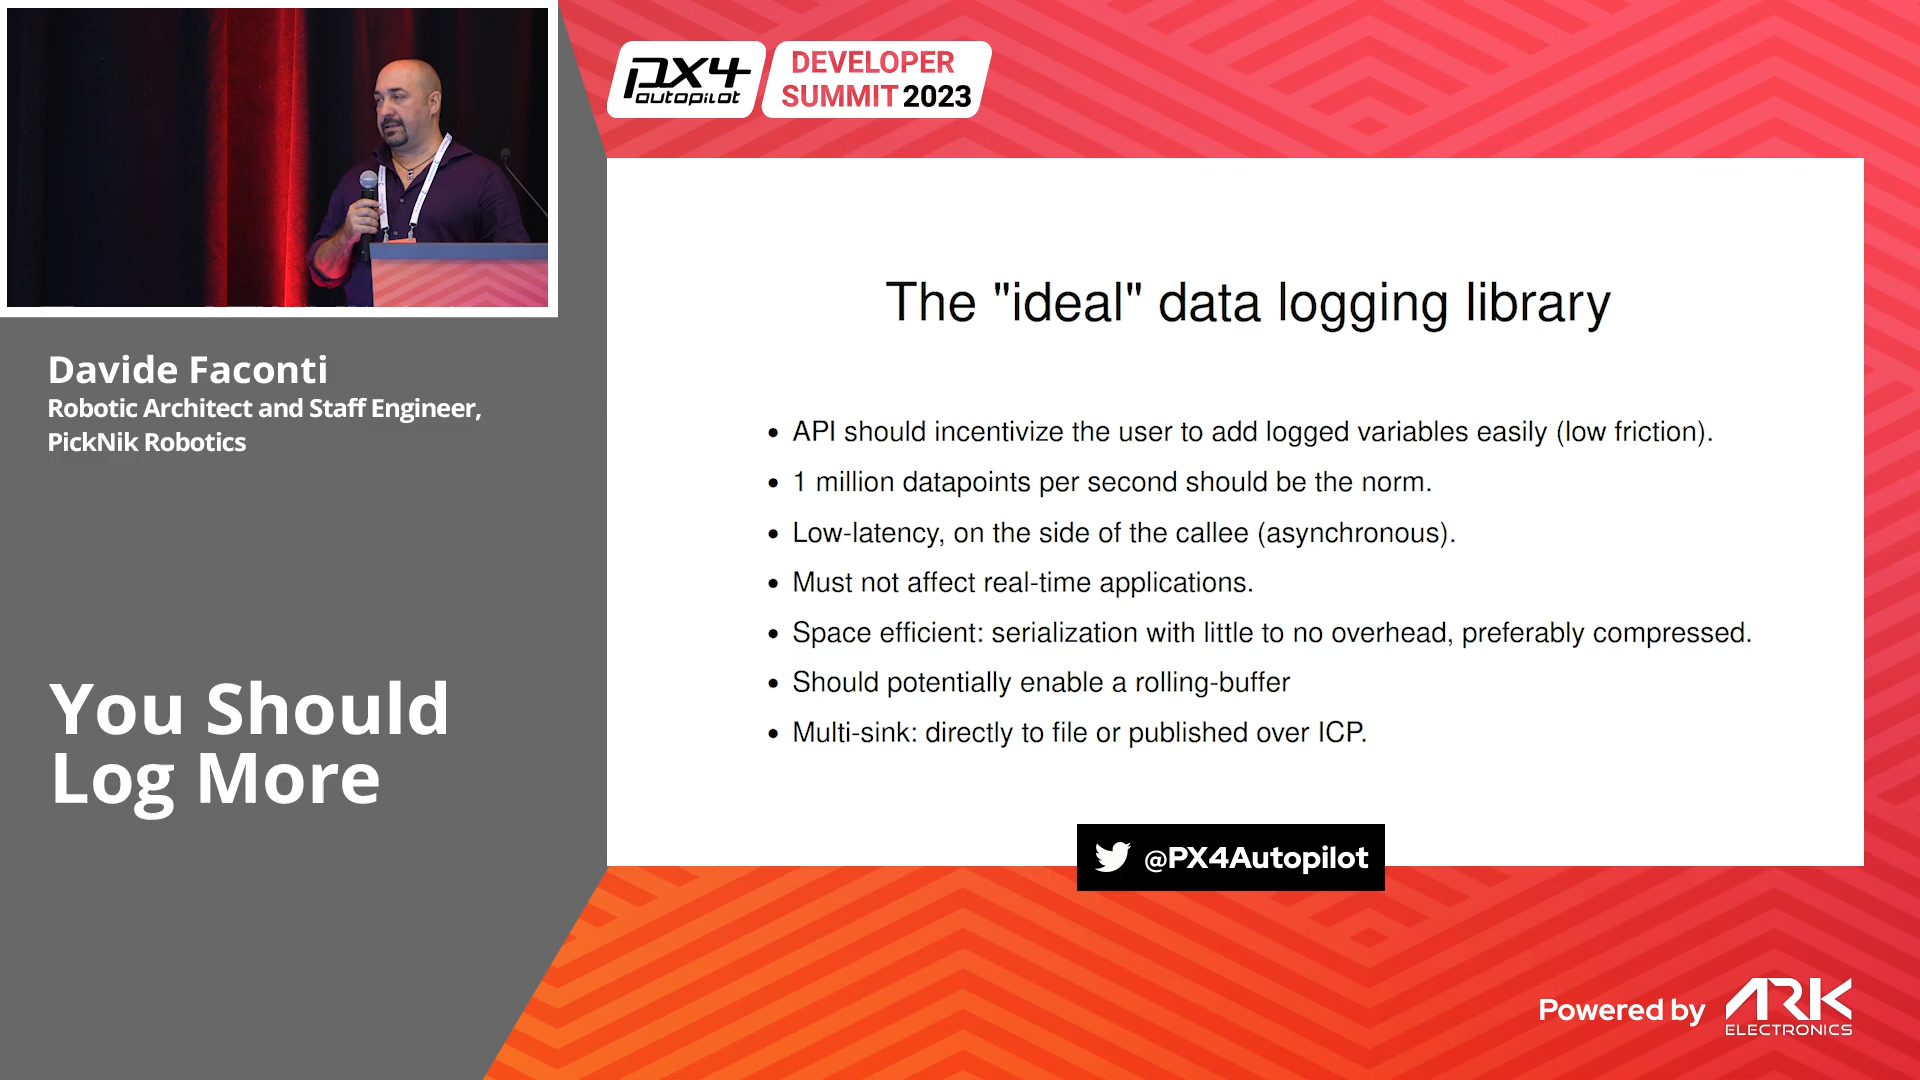 px4
autopilot
DEVELOPER
SUMMIT 2023
Davide Faconti
Robotic Architect and Staff Engineer,
PickNik Robotics
You Should
Log More
The "ideal" data logging library
• API should incentivize the user to add logged variables easily (low friction).
• 1 million datapoints per second should be the norm.
• Low-latency, on the side of the callee (asynchronous).
• Must not affect real-time applications.
• Space efficient: serialization with little to no overhead, preferably compressed.
• Should potentially enable a rolling-buffer
• Multi-sink: directly to file or published over ICP.
@PX4Autopilot
Powered by
ARK
ELECTRONICS